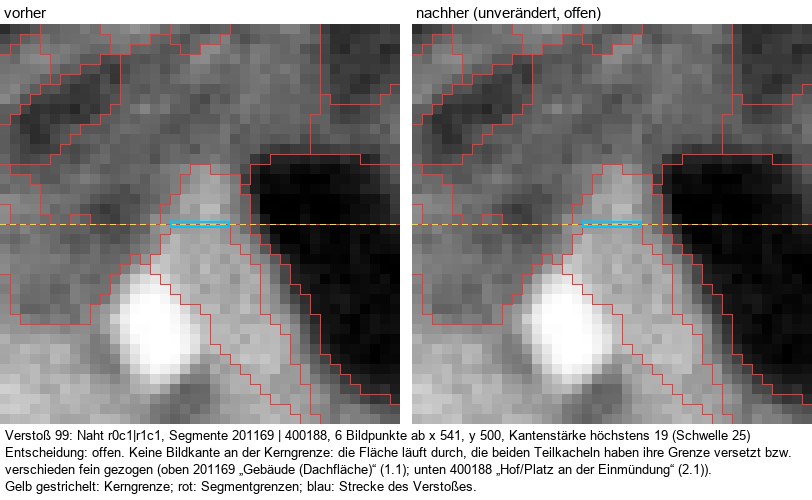 vorher
nachher (unverändert, offen)
Verstoß 99: Naht r0c1|r1c1, Segmente 201169 | 400188, 6 Bildpunkte ab x 541, y 500, Kantenstärke höchstens 19 (Schwelle 25)
Entscheidung: offen. Keine Bildkante an der Kerngrenze: die Fläche läuft durch, die beiden Teilkacheln haben ihre Grenze versetzt bzw.
verschieden fein gezogen (oben 201169 „Gebäude (Dachfläche)“ (1.1); unten 400188 „Hof/Platz an der Einmündung“ (2.1)).
Gelb gestrichelt: Kerngrenze; rot: Segmentgrenzen; blau: Strecke des Verstoßes.